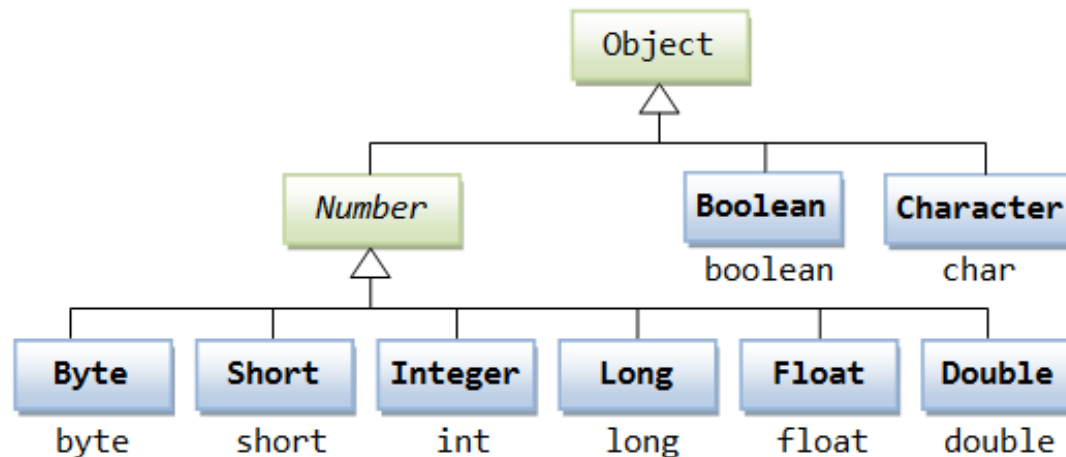 Object
Number
Boolean
Character
boolean
char
Byte
Short
Integer
Long
Float
Double
byte
short
int
long
float
double